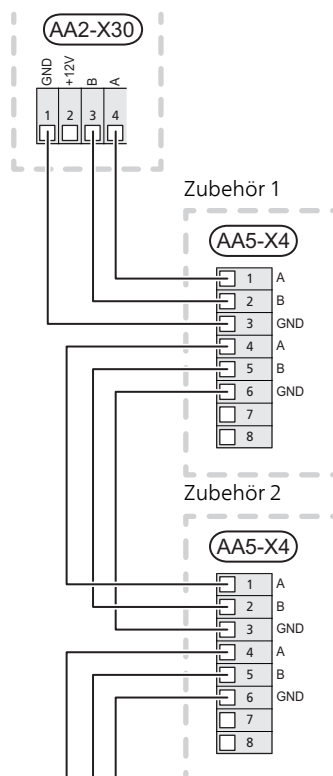 AA2-X30
GND +12V B A
1 2 3 4
Zubehör 1
AA5-X4
1 A
2 B
3 GND
4 A
5 B
6 GND
7
8
Zubehör 2
AA5-X4
1 A
2 B
3 GND
4 A
5 B
6 GND
7
8